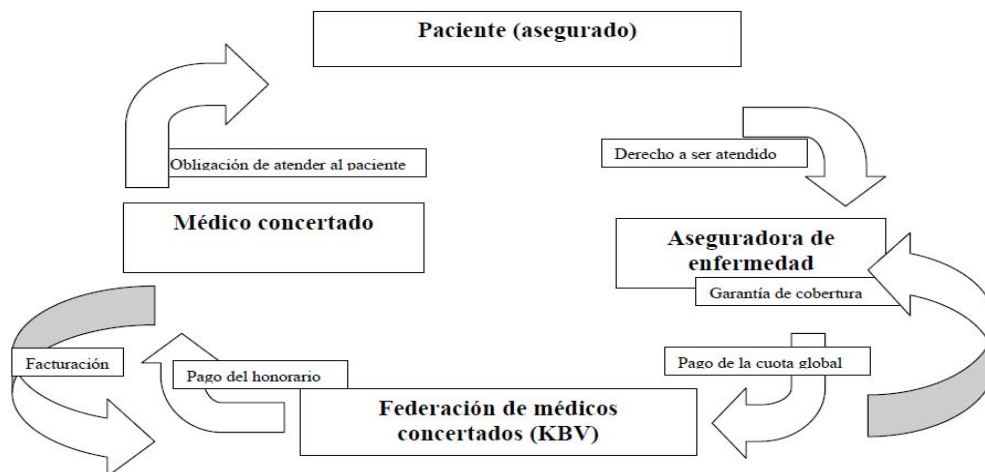 Paciente (asegurado)
Derecho a ser atendido
Obligación de atender al paciente
Médico concertado
Aseguradora de
enfermedad
Garantía de cobertura
Facturación
Pago del honorario
Pago de la cuota global
Federación de médicos
concertados (KBV)